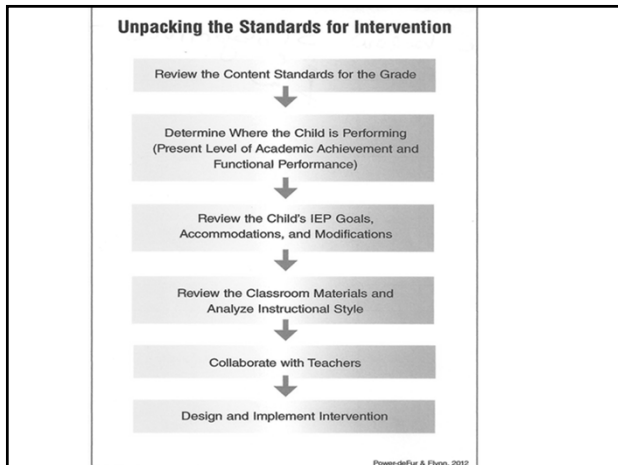 Unpacking the Standards for Intervention
Review the Content Standards for the Grade
Determine Where the Child is Performing
(Present Level of Academic Achievement and
Functional Performance)
Review the Child's IEP Goals,
Accommodations, and Modifications
Review the Classroom Materials and
Analyze Instructional Style
Collaborate with Teachers
Design and Implement Intervention
Power-deFur & Flynn, 2012